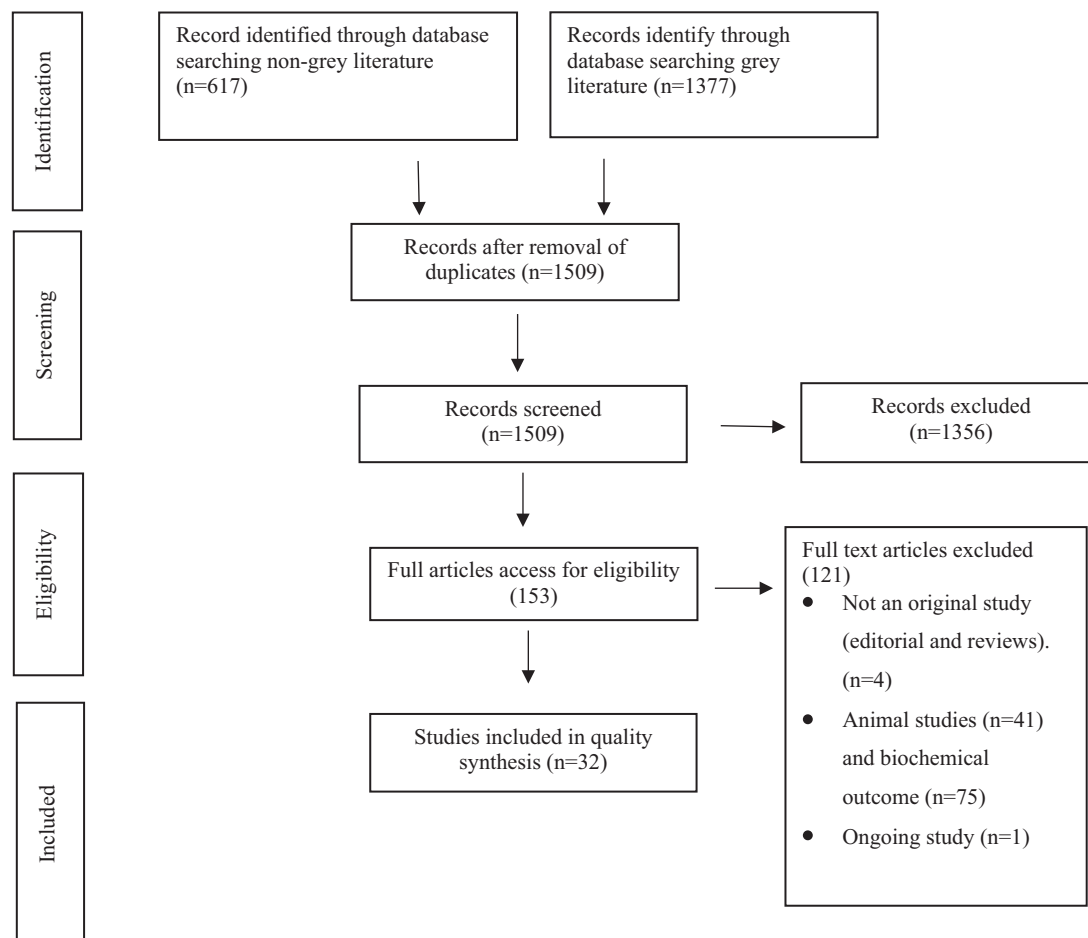 Identification
Record identified through database
searching non-grey literature
(n=617)
Records identify through
database searching grey
literature (n=1377)
Screening
Records after removal of
duplicates (n=1509)
Records screened
(n=1509)
Records excluded
(n=1356)
Eligibility
Full articles access for eligibility
(153)
Full text articles excluded
(121)
● Not an original study
(editorial and reviews).
(n=4)
● Animal studies (n=41)
and biochemical
outcome (n=75)
● Ongoing study (n=1)
Included
Studies included in quality
synthesis (n=32)